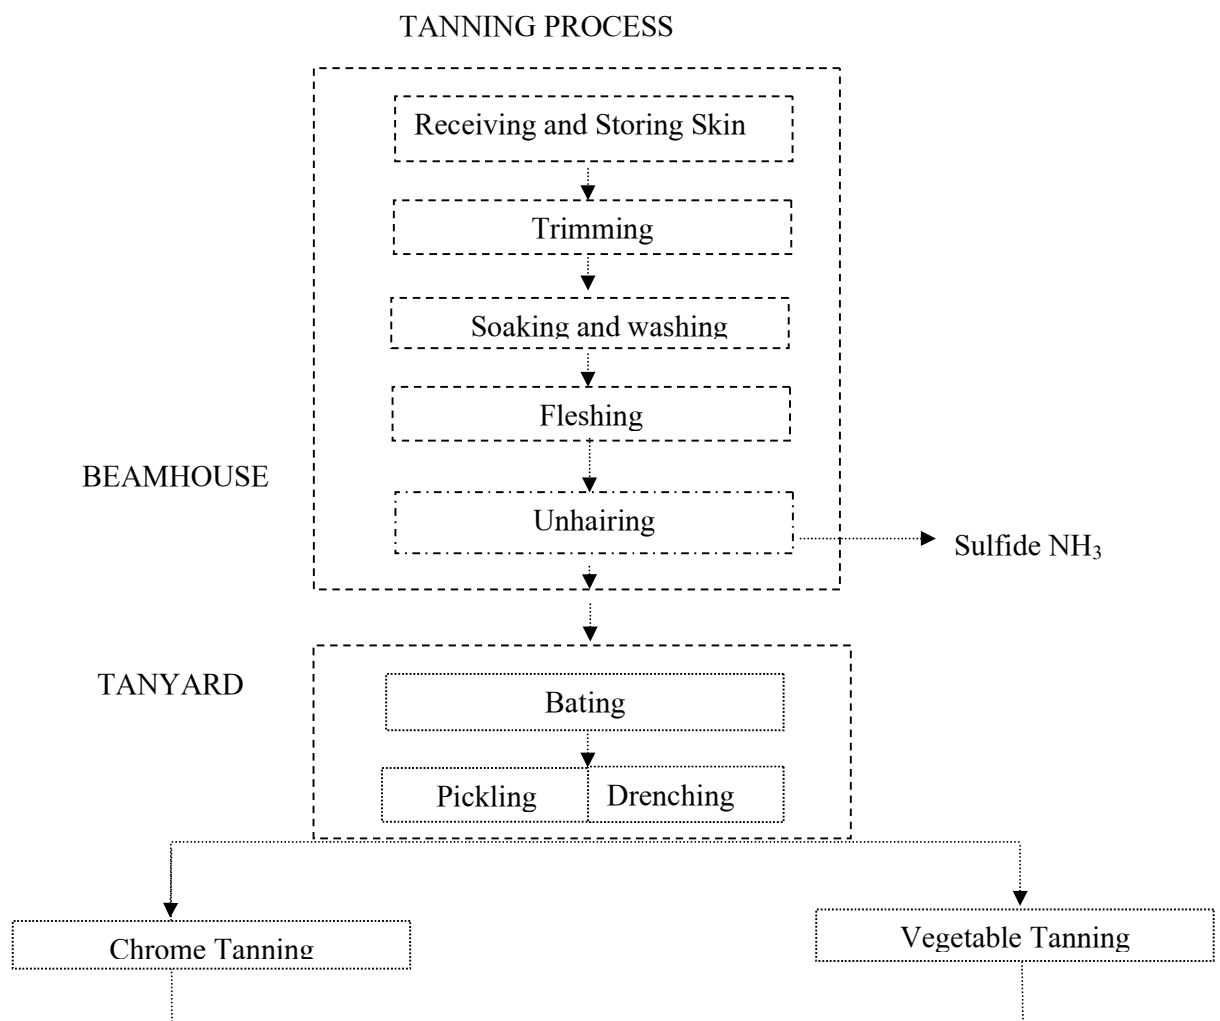 TANNING PROCESS
Receiving and Storing Skin
Trimming
Soaking and washing
Fleshing
BEAMHOUSE
Unhairing
Sulfide NH₃
TANYARD
Bating
Pickling
Drenching
Chrome Tanning
Vegetable Tanning